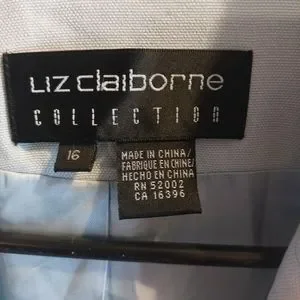 Liz claiborne
COLLECTION
16
MADE IN CHINA/
FABRIQUE EN CHINE/
HECHO EN CHINA
RN 52002
CA 16396